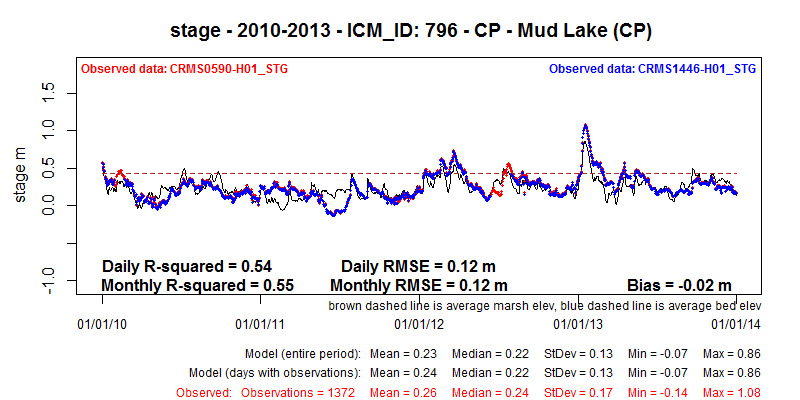 stage - 2010-2013 - ICM_ID: 796 - CP - Mud Lake (CP)
Observed data: CRMS0590-H01_STG Observed data: CRMS1446-H01_STG
stage m
1.5
1.0
0.5
0.0
-1.0
Daily R-squared = 0.54 Daily RMSE = 0.12 m
Monthly R-squared = 0.55 Monthly RMSE = 0.12 m Bias = -0.02 m
brown dashed line is average marsh elev, blue dashed line is average bed elev
01/01/10 01/01/11 01/01/12 01/01/13 01/01/14
Model (entire period): Mean = 0.23 Median = 0.22 StDev = 0.13 Min = -0.07 Max = 0.86
Model (days with observations): Mean = 0.24 Median = 0.22 StDev = 0.13 Min = -0.07 Max = 0.86
Observed: Observations = 1372 Mean = 0.26 Median = 0.24 StDev = 0.17 Min = -0.14 Max = 1.08